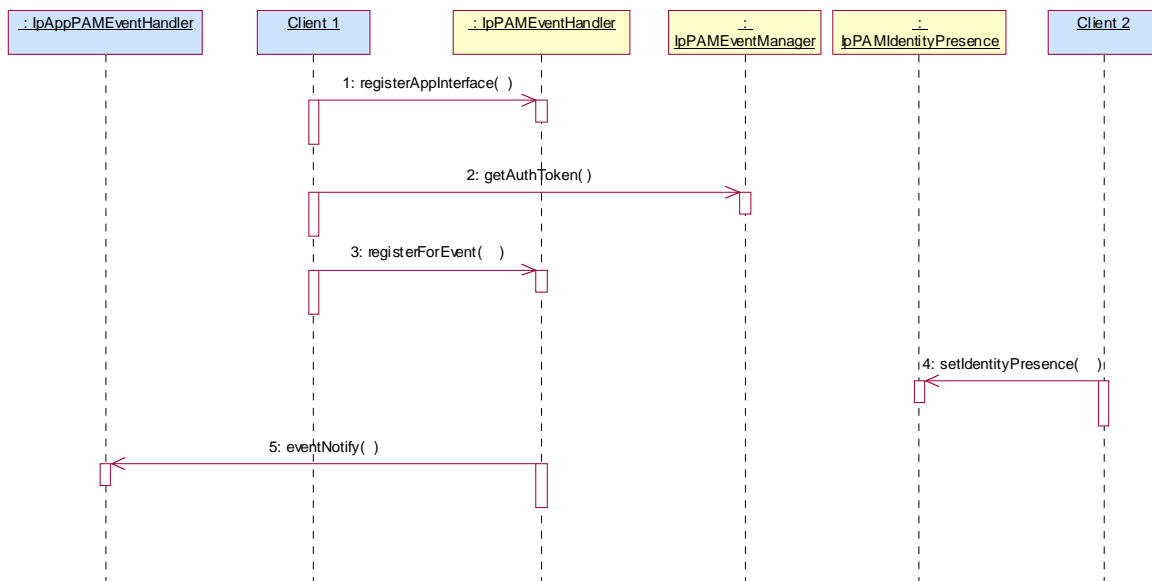 : IpAppPAMEventHandler
Client 1
: IpPAMEventHandler
:
IpPAMEventManager
:
IpPAMIdentityPresence
Client 2
1: registerAppInterface( )
2: getAuthToken( )
3: registerForEvent( )
4: setIdentityPresence( )
5: eventNotify( )